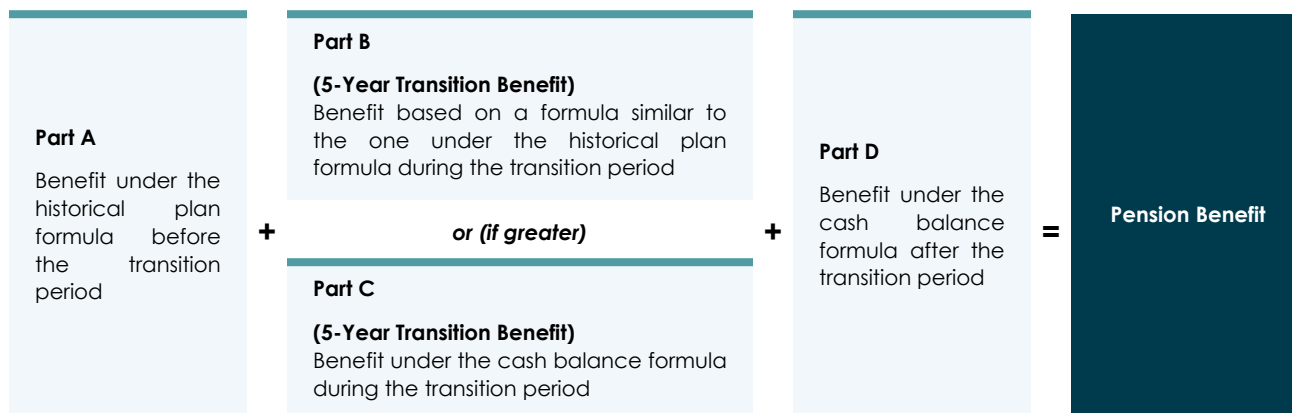 Part A
Benefit under the
historical plan
formula before
the transition
period
+
Part B
(5-Year Transition Benefit)
Benefit based on a formula similar to
the one under the historical plan
formula during the transition period
or (if greater)
Part C
(5-Year Transition Benefit)
Benefit under the cash balance formula
during the transition period
+
Part D
Benefit under the
cash balance
formula after the
transition period
=
Pension Benefit